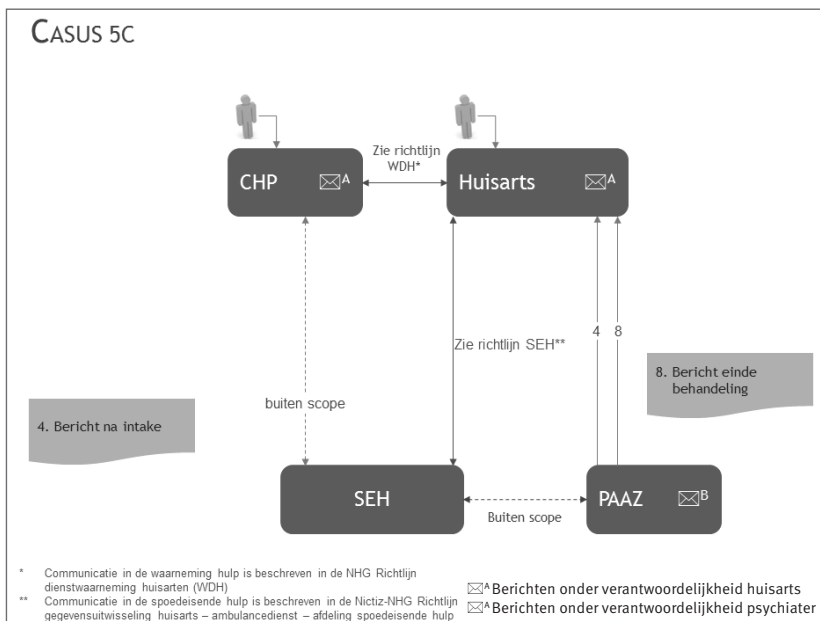 CASUS 5C
Zie richtlijn
WDH*
CHP A
Huisarts A
4 8
Zie richtlijn SEH**
8. Bericht einde
behandeling
buiten scope
4. Bericht na intake
SEH
PAAZ B
Buiten scope
* Communicatie in de waarneming hulp is beschreven in de NHG Richtlijn
dienstwaarneming huisarten (WDH)
** Communicatie in de spoedeisende hulp is beschreven in de Nictiz-NHG Richtlijn
gegevensuitwisseling huisarts – ambulancedienst – afdeling spoedeisende hulp
A Berichten onder verantwoordelijkheid huisarts
A Berichten onder verantwoordelijkheid psychiater